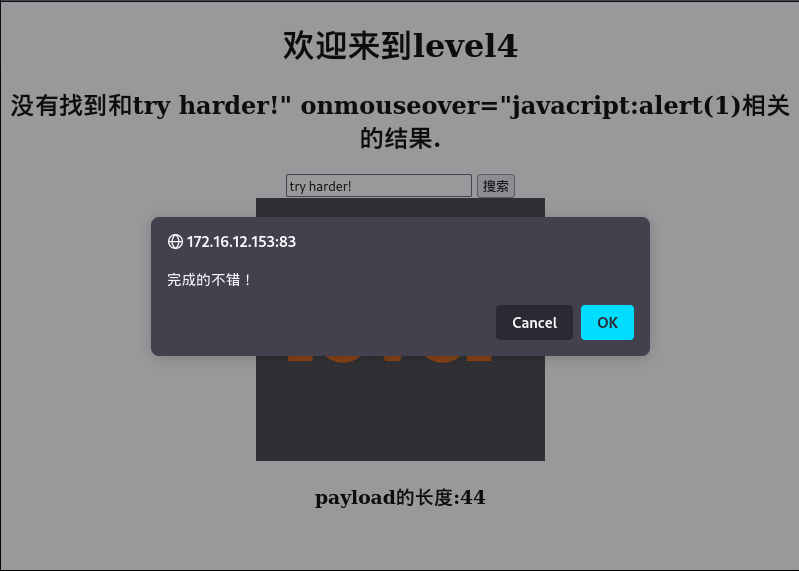 欢迎来到level4
没有找到和try harder!" onmouseover="javacript:alert(1)相关
的结果.
try harder!
搜索
172.16.12.153:83
完成的不错！
Cancel
OK
payload的长度:44